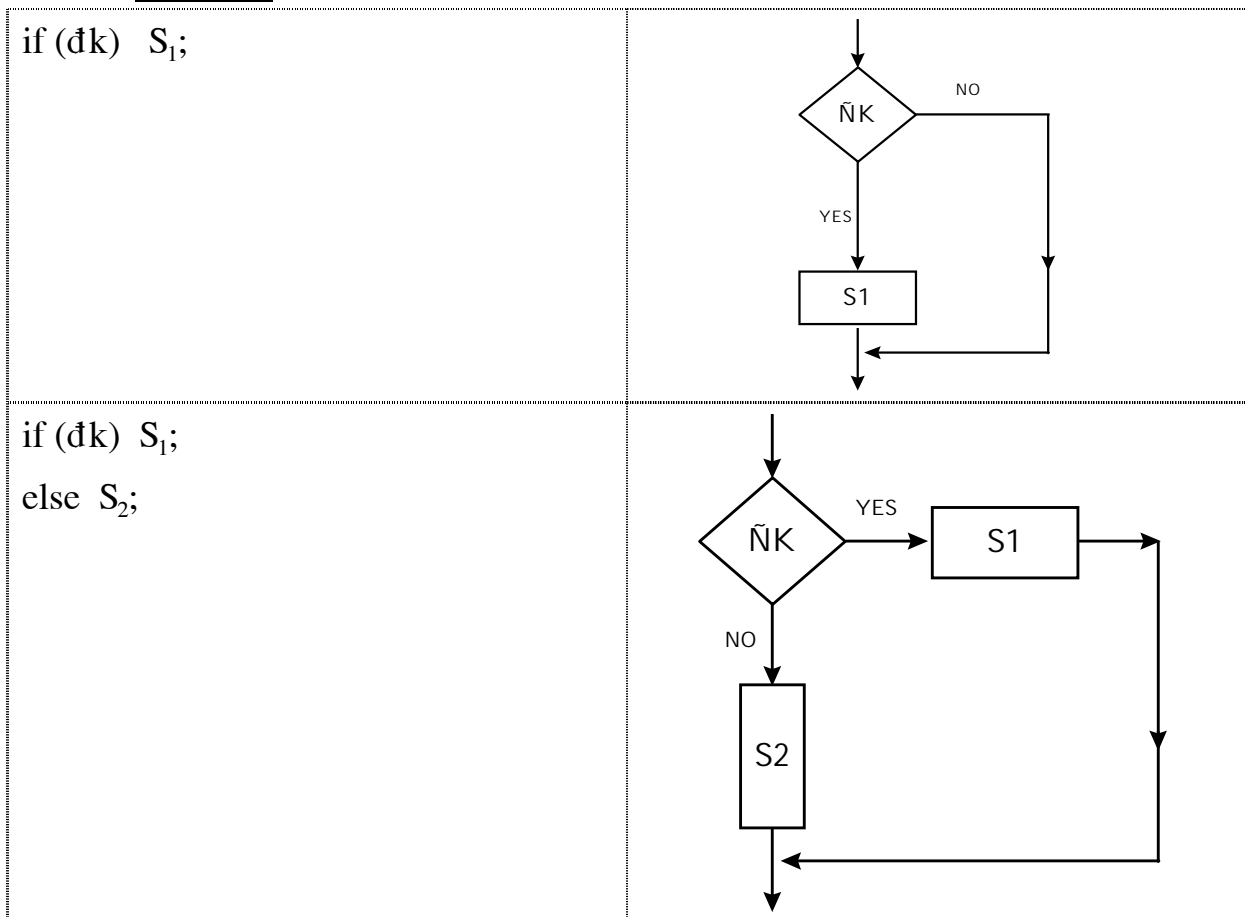 if (đk) S₁;
NO
ÑK
YES
S1
if (đk) S₁;
else S₂;
YES
ÑK
S1
NO
S2